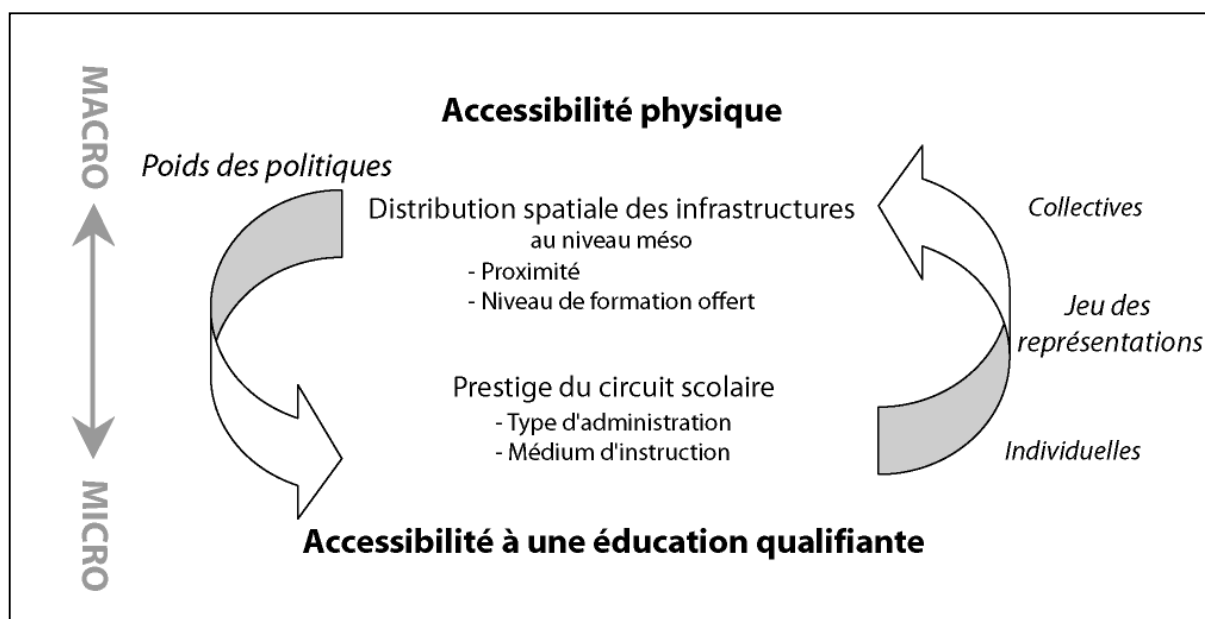 MACRO
Accessibilité physique
Poids des politiques
Distribution spatiale des infrastructures
au niveau méso
- Proximité
- Niveau de formation offert
Collectives
Jeu des
représentations
Prestige du circuit scolaire
- Type d'administration
- Médium d'instruction
Individuelles
MICRO
Accessibilité à une éducation qualifiante